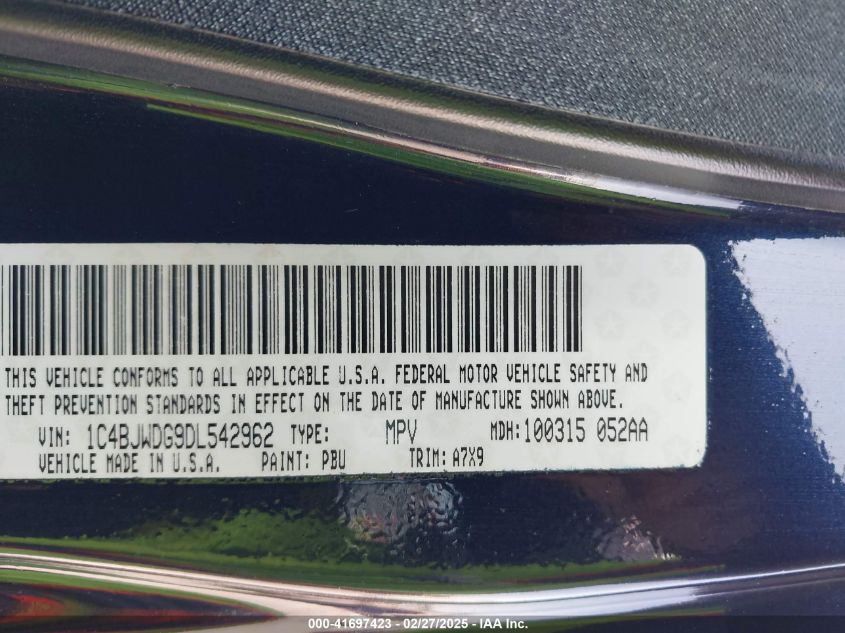 THIS VEHICLE CONFORMS TO ALL APPLICABLE U.S.A. FEDERAL MOTOR VEHICLE SAFETY AND
THEFT PREVENTION STANDARDS IN EFFECT ON THE DATE OF MANUFACTURE SHOWN ABOVE.
VIN: 1C4BJWDG9DL542962 TYPE: MPV MDH: 100315 052AA
VEHICLE MADE IN U.S.A. PAINT: PBU TRIM: A7X9
000-41697423 - 02/27/2025 - IAA Inc.